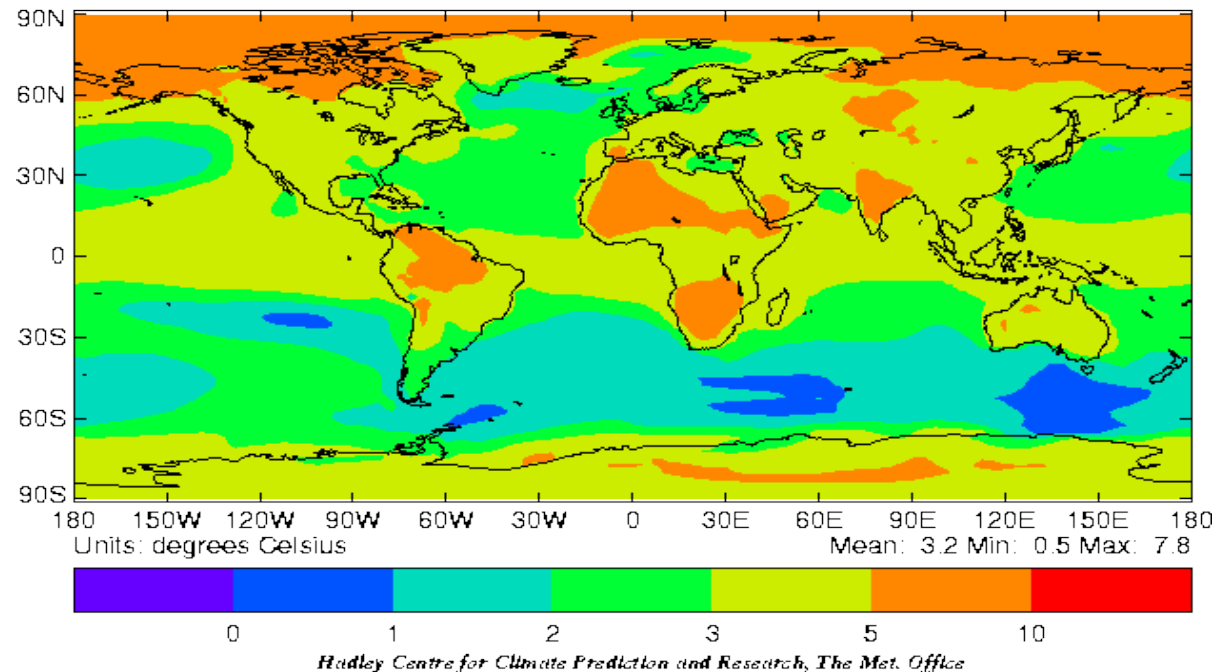 90N
60N
30N
0
30S
60S
90S
180 150W 120W 90W 60W 30W 0 30E 60E 90E 120E 150E 180
Units: degrees Celsius Mean: 3.2 Min: 0.5 Max: 7.8
0 1 2 3 5 10
Hadley Centre for Climate Prediction and Research, The Met. Office